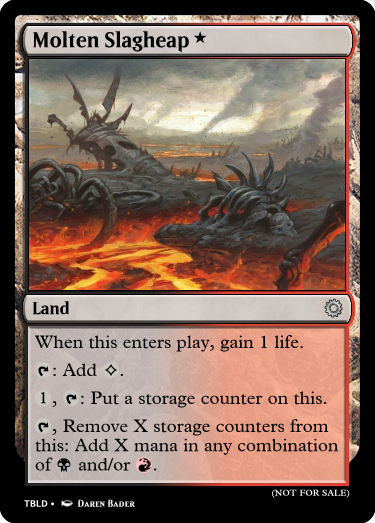 Molten Slagheap ★
Land
When this enters play, gain 1 life.
: Add .
1 , : Put a storage counter on this.
, Remove X storage counters from
this: Add X mana in any combination
of and/or .
(NOT FOR SALE)
TBLD • Daren Bader